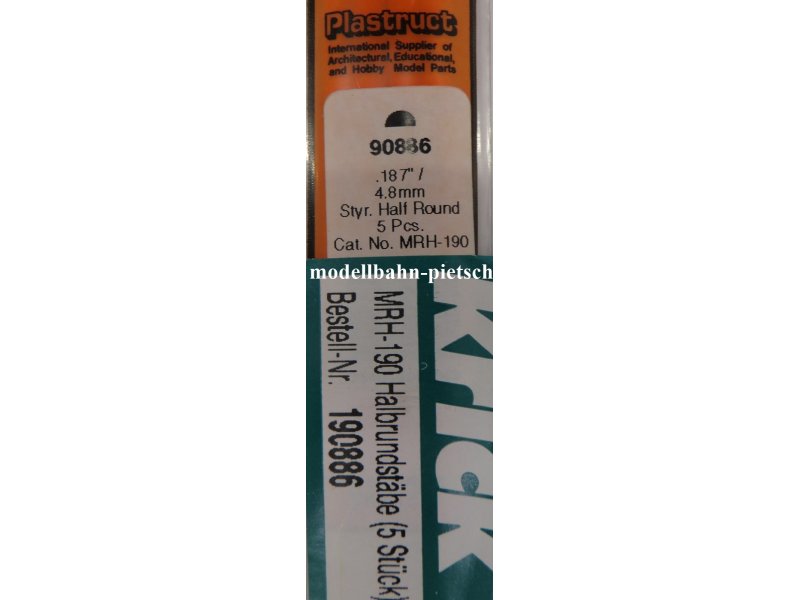 Plastruct
International Supplier of
Architectural, Educational,
and Hobby Model Parts
90886
.187" /
4.8mm
Styr. Half Round
5 Pcs.
Cat. No. MRH-190
modellbahn-pietsch
krick
MRH-190 Halbrundstäbe (5 Stück)
Bestell-Nr. 190886